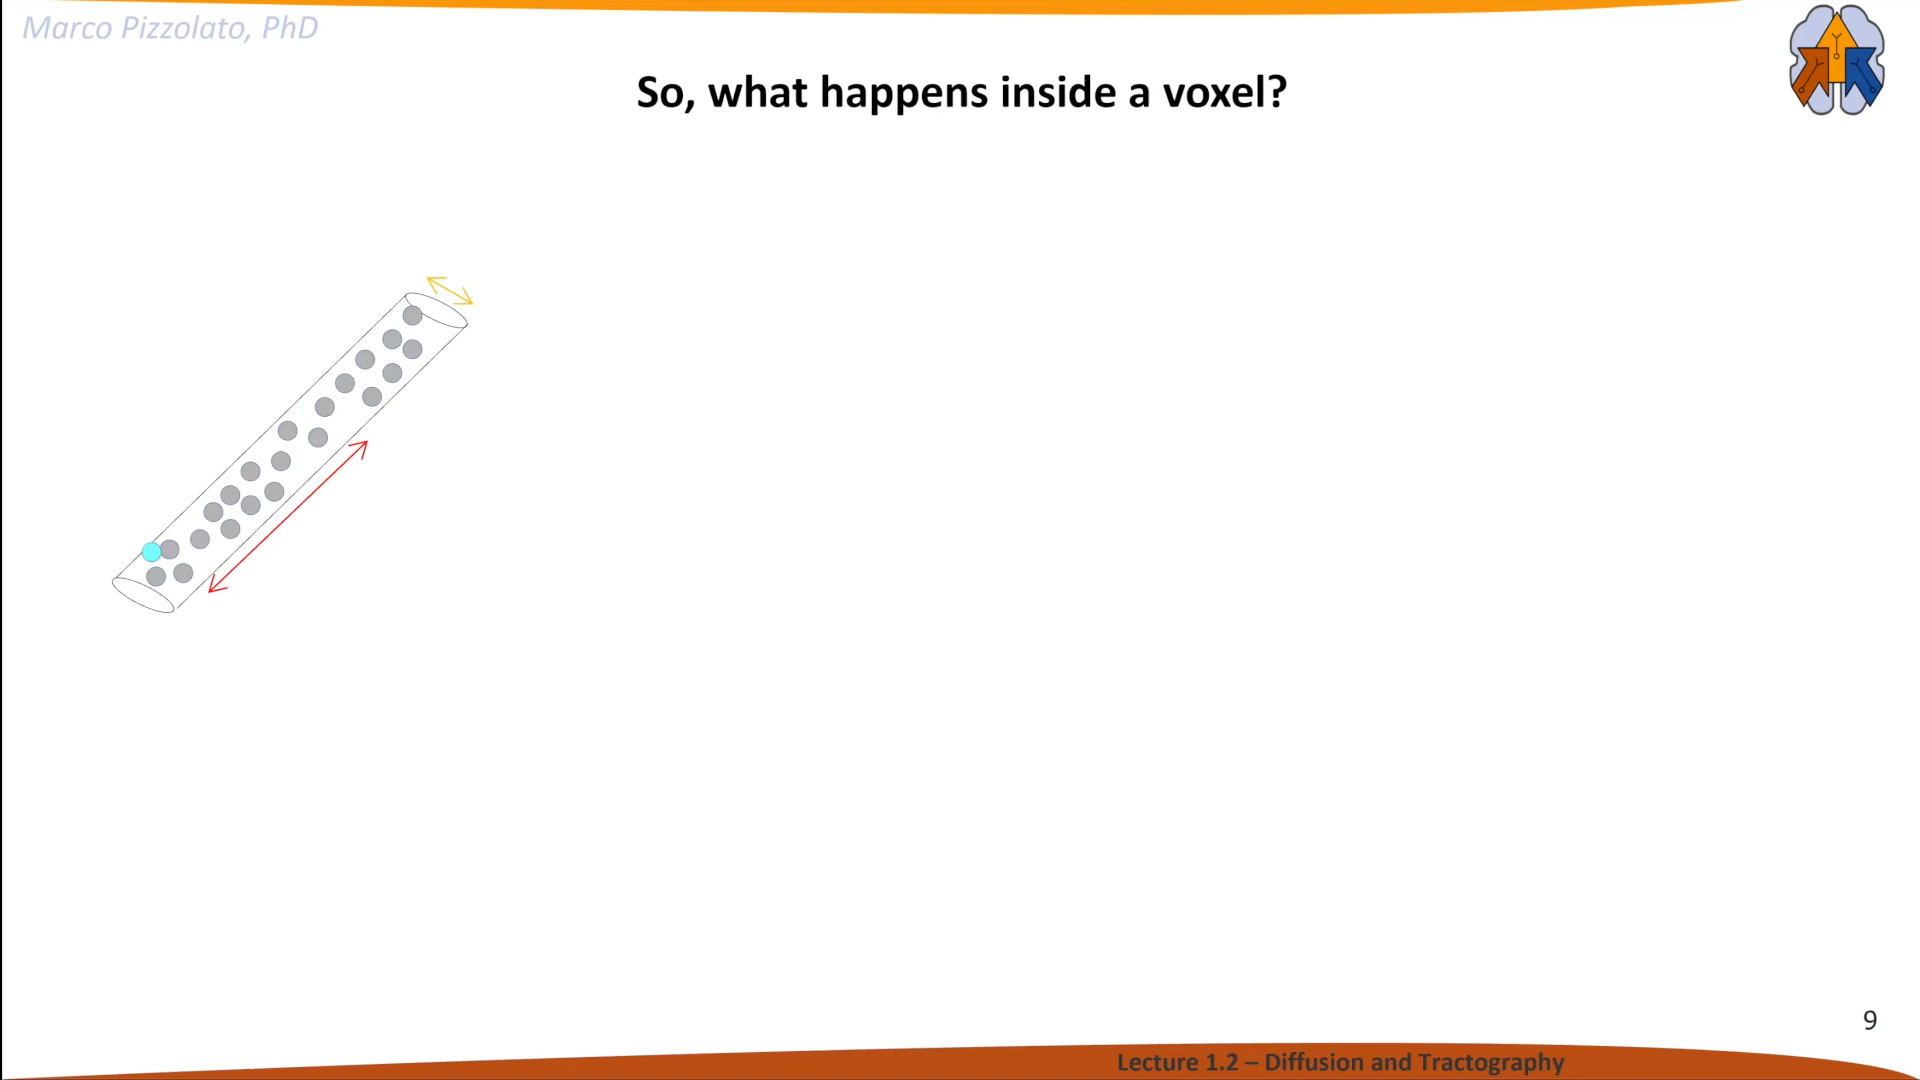 Marco Pizzolato, PhD
So, what happens inside a voxel?
9
Lecture 1.2 – Diffusion and Tractography